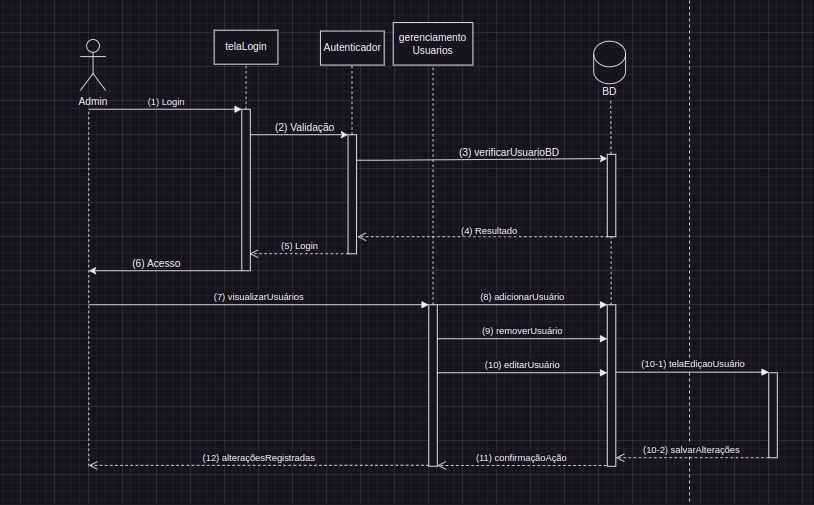 telaLogin
Autenticador
gerenciamento
Usuarios
Admin
BD
(1) Login
(2) Validação
(3) verificarUsuarioBD
(4) Resultado
(5) Login
(6) Acesso
(7) visualizarUsuários
(8) adicionarUsuário
(9) removerUsuário
(10) editarUsuário
(10-1) telaEdiçaoUsuário
(10-2) salvarAlterações
(11) confirmaçãoAção
(12) alteraçõesRegistradas